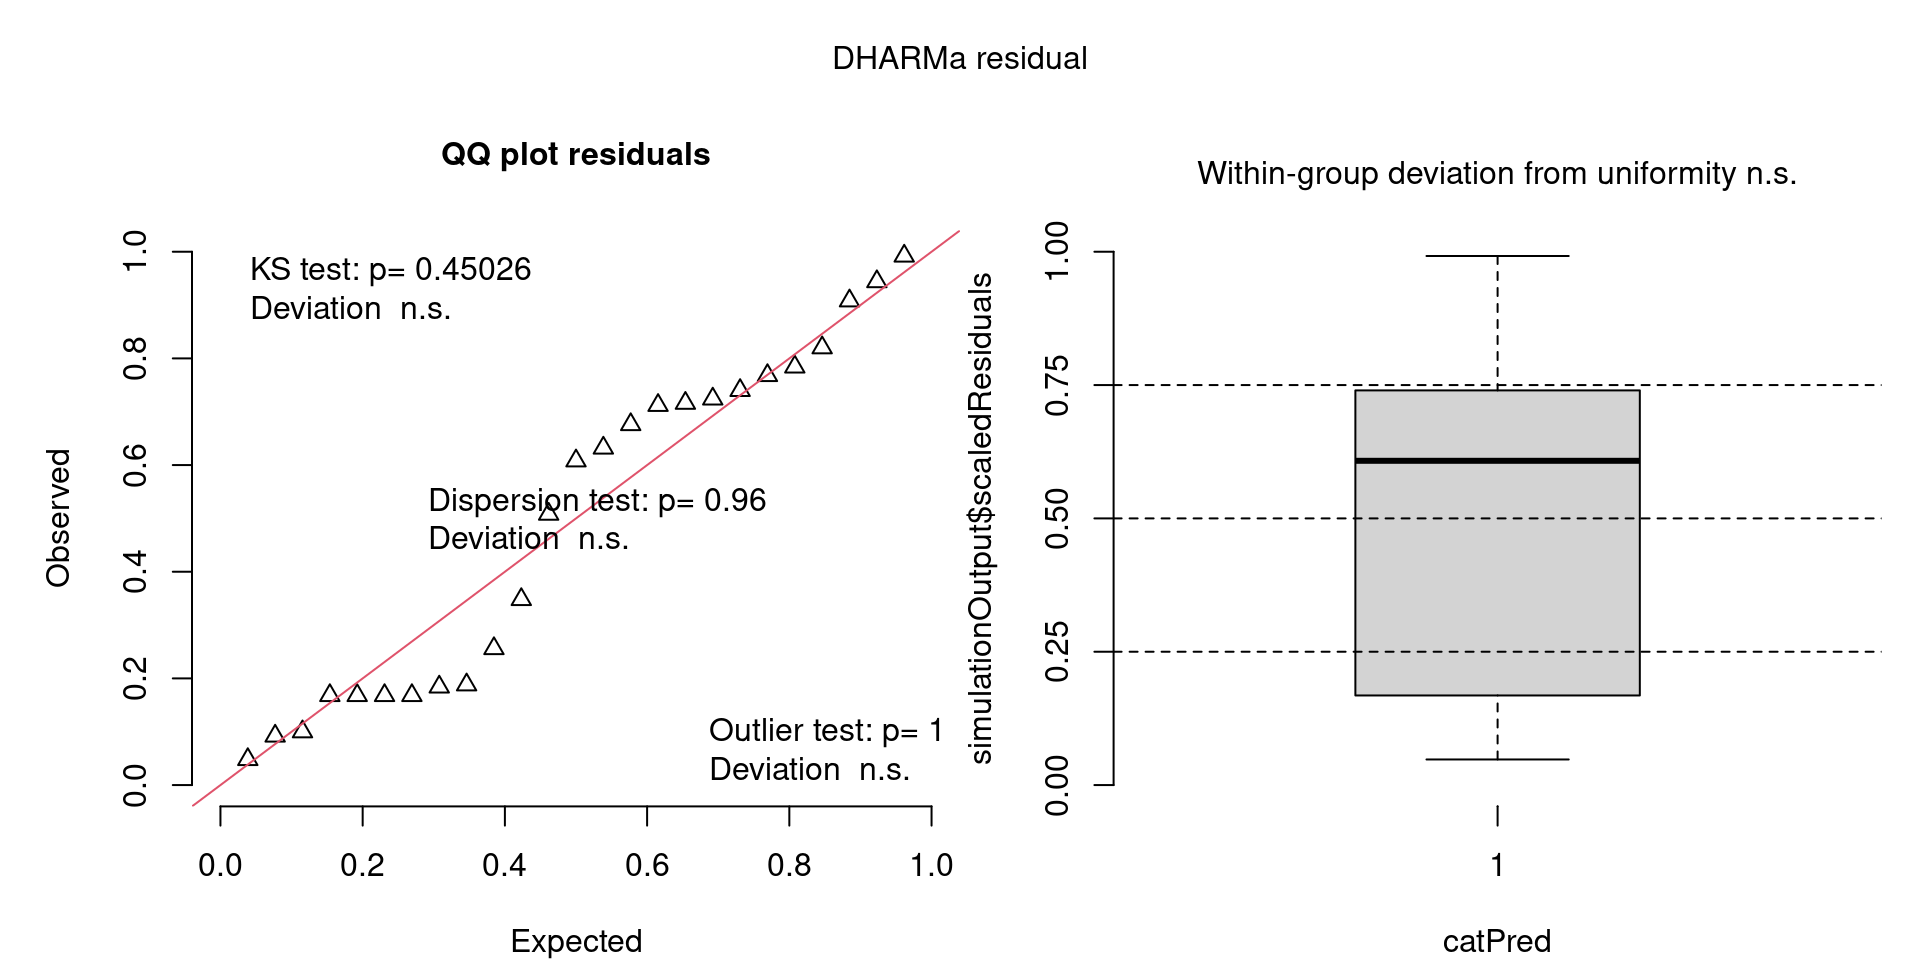 DHARMa residual
QQ plot residuals
KS test: p= 0.45026
Deviation  n.s.
Dispersion test: p= 0.96
Deviation  n.s.
Outlier test: p= 1
Deviation  n.s.
Observed
0.0
0.2
0.4
0.6
0.8
1.0
0.0
0.2
0.4
0.6
0.8
1.0
Expected
Within-group deviation from uniformity n.s.
simulationOutput$scaledResiduals
0.00
0.25
0.50
0.75
1.00
1
catPred